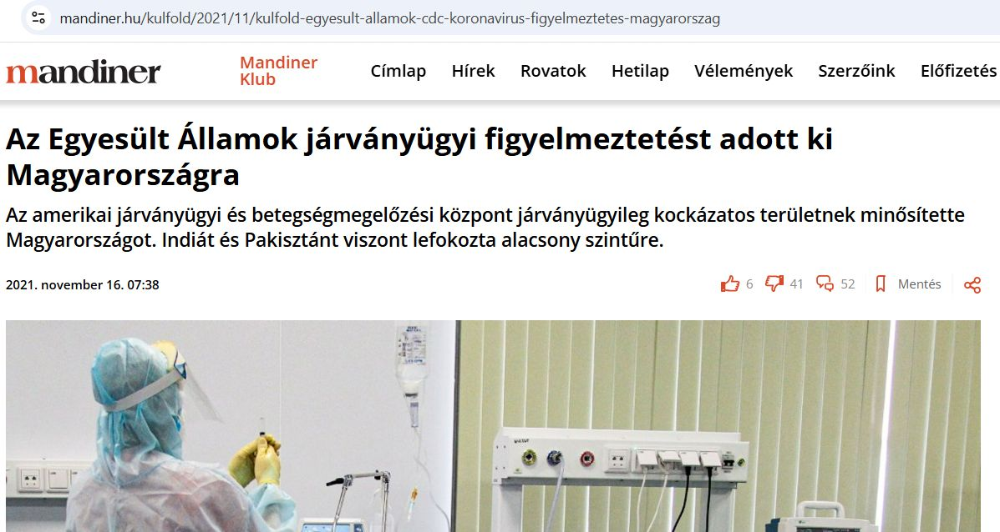 mandiner.hu/kulfold/2021/11/kulfold-egyesult-allamok-cdc-koronavirus-figyelmeztetes-magyarorszag
mandiner
Mandiner
Klub
Címlap Hírek Rovatok Hetilap Vélemények Szerzőink Előfizetés
Az Egyesült Államok járványügyi figyelmeztetést adott ki
Magyarországra
Az amerikai járványügyi és betegségmegelőzési központ járványügyileg kockázatos területnek minősítette
Magyarországot. Indiát és Pakisztánt viszont lefokozta alacsony szintűre.
2021. november 16. 07:38
6 41 52 Mentés